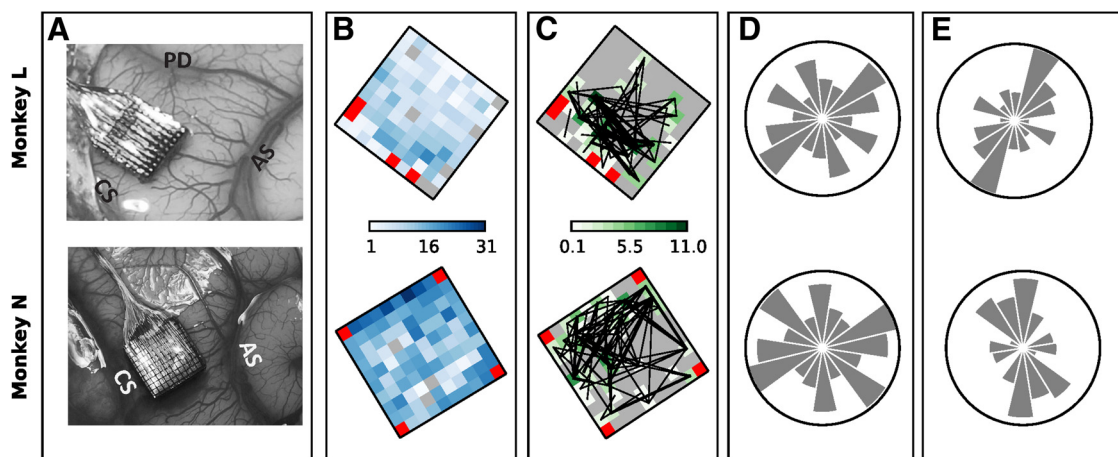 A
B
C
D
E
Monkey L
PD
AS
CS
1 16 31
0.1 5.5 11.0
Monkey N
CS
AS